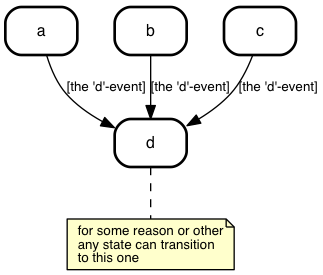 a
b
c
[the 'd'-event]
[the 'd'-event]
[the 'd'-event]
d
for some reason or other
any state can transition
to this one